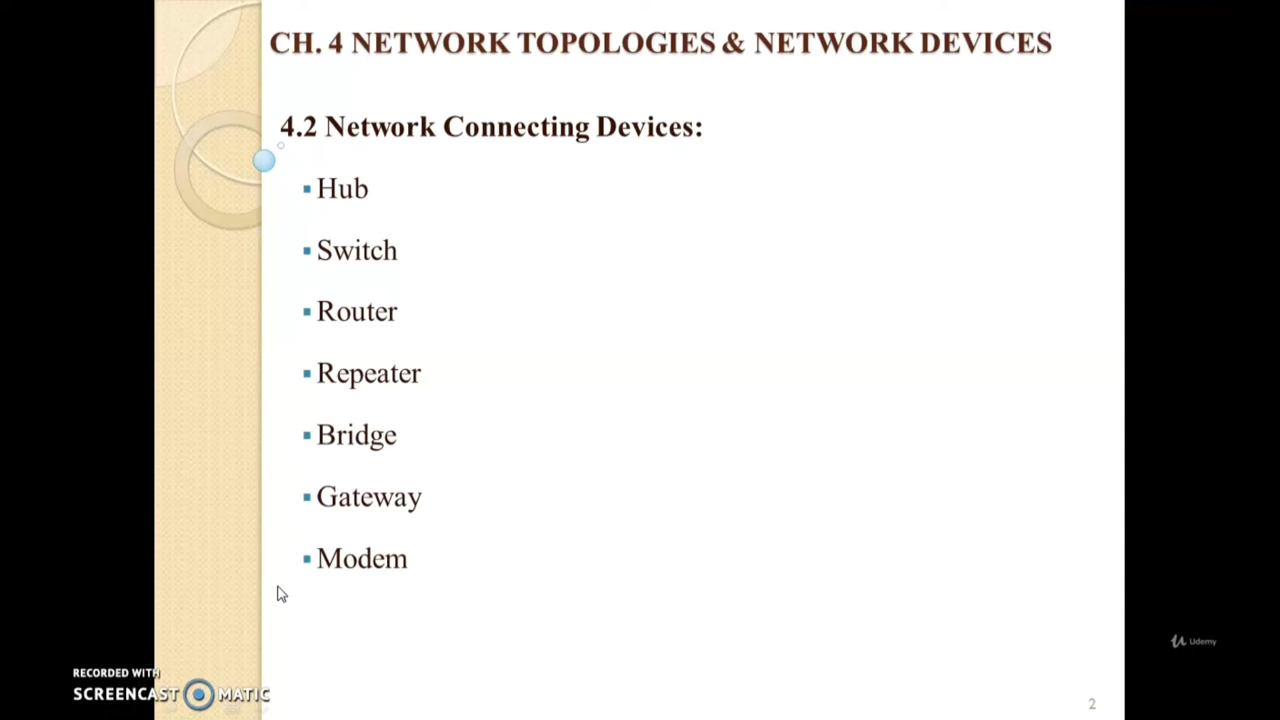 CH. 4 NETWORK TOPOLOGIES & NETWORK DEVICES
4.2 Network Connecting Devices:
▪ Hub
▪ Switch
▪ Router
▪ Repeater
▪ Bridge
▪ Gateway
▪ Modem
Udemy
RECORDED WITH
SCREENCAST MATIC
2